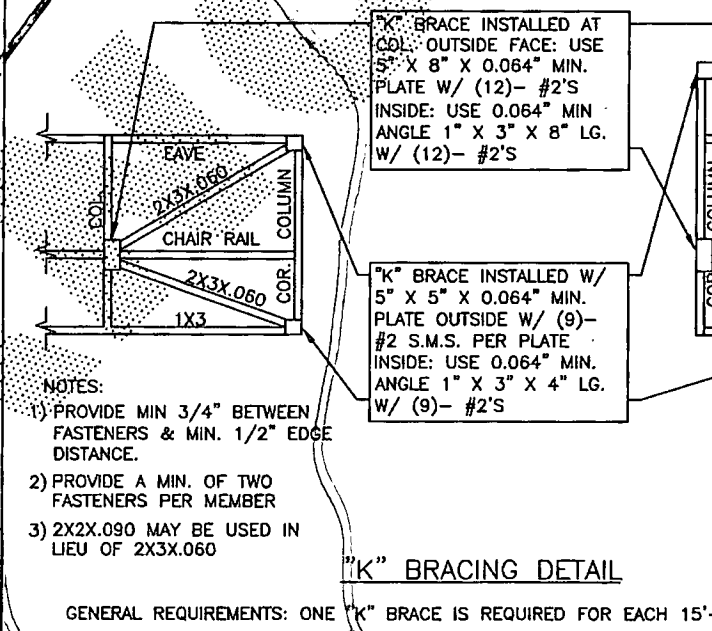 "K" BRACE INSTALLED AT
COL. OUTSIDE FACE: USE
5" X 8" X 0.064" MIN.
PLATE W/ (12)- #2'S
INSIDE: USE 0.064" MIN
ANGLE 1" X 3" X 8" LG.
W/ (12)- #2'S
EAVE
COL.
2X3X.060
COLUMN
CHAIR RAIL
2X3X.060
COR.
1X3
COLUMN
COR.
"K" BRACE INSTALLED W/
5" X 5" X 0.064" MIN.
PLATE OUTSIDE W/ (9)-
#2 S.M.S. PER PLATE
INSIDE: USE 0.064" MIN.
ANGLE 1" X 3" X 4" LG.
W/ (9)- #2'S
NOTES:
1) PROVIDE MIN 3/4" BETWEEN
FASTENERS & MIN. 1/2" EDGE
DISTANCE.
2) PROVIDE A MIN. OF TWO
FASTENERS PER MEMBER
3) 2X2X.090 MAY BE USED IN
LIEU OF 2X3X.060
"K" BRACING DETAIL
GENERAL REQUIREMENTS: ONE "K" BRACE IS REQUIRED FOR EACH 15'-